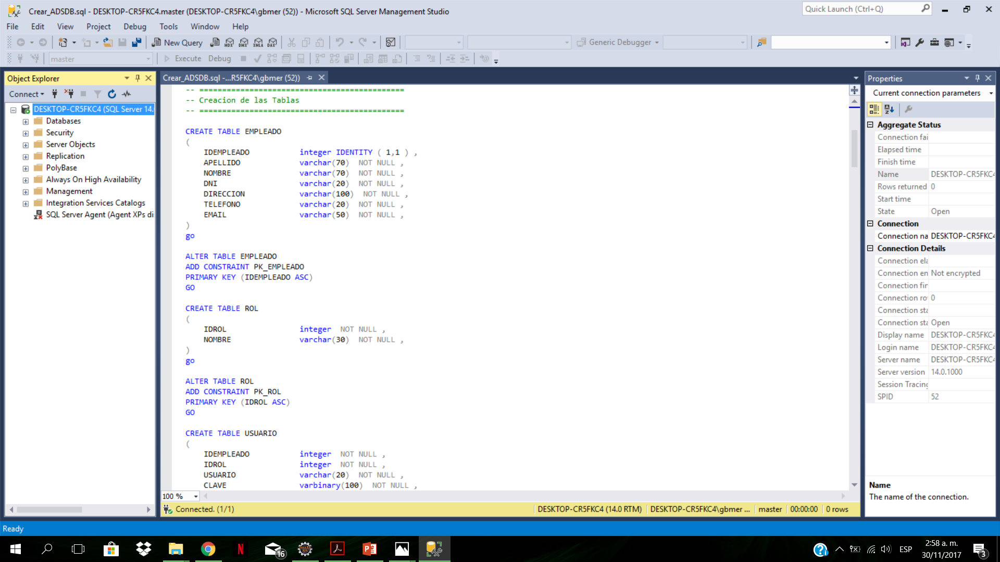 Crear_ADSDB.sql - DESKTOP-CR5FKC4.master (DESKTOP-CR5FKC4\gbmer (52)) - Microsoft SQL Server Management Studio
Quick Launch (Ctrl+Q)
File Edit View Project Debug Tools Window Help
New Query
MDX DMX XMLA DAX
Generic Debugger
master
Execute Debug
Object Explorer
Connect
DESKTOP-CR5FKC4 (SQL Server 14.
Databases
Security
Server Objects
Replication
PolyBase
Always On High Availability
Management
Integration Services Catalogs
SQL Server Agent (Agent XPs di
Crear_ADSDB.sql -...R5FKC4\gbmer (52))
-- =============================================
-- Creacion de las Tablas
-- =============================================
CREATE TABLE EMPLEADO
(
IDEMPLEADO integer IDENTITY ( 1,1 ) ,
APELLIDO varchar(70) NOT NULL ,
NOMBRE varchar(70) NOT NULL ,
DNI varchar(20) NOT NULL ,
DIRECCION varchar(100) NOT NULL ,
TELEFONO varchar(20) NOT NULL ,
EMAIL varchar(50) NOT NULL ,
)
go
ALTER TABLE EMPLEADO
ADD CONSTRAINT PK_EMPLEADO
PRIMARY KEY (IDEMPLEADO ASC)
GO
CREATE TABLE ROL
(
IDROL integer NOT NULL ,
NOMBRE varchar(30) NOT NULL ,
)
go
ALTER TABLE ROL
ADD CONSTRAINT PK_ROL
PRIMARY KEY (IDROL ASC)
GO
CREATE TABLE USUARIO
(
IDEMPLEADO integer NOT NULL ,
IDROL integer NOT NULL ,
USUARIO varchar(20) NOT NULL ,
CLAVE varbinary(100) NOT NULL ,
100 %
Connected. (1/1)
DESKTOP-CR5FKC4 (14.0 RTM) DESKTOP-CR5FKC4\gbmer ... master 00:00:00 0 rows
Properties
Current connection parameters
Aggregate Status
Connection fai
Elapsed time
Finish time
Name DESKTOP-CR5FKC4
Rows returned 0
Start time
State Open
Connection
Connection na DESKTOP-CR5FKC4
Connection Details
Connection ela
Connection en Not encrypted
Connection fin
Connection ro 0
Connection sta
Connection sta Open
Display name DESKTOP-CR5FKC4
Login name DESKTOP-CR5FKC4
Server name DESKTOP-CR5FKC4
Server version 14.0.1000
Session Tracing
SPID 52
Name
The name of the connection.
Ready
16
ESP
2:58 a. m.
30/11/2017
3